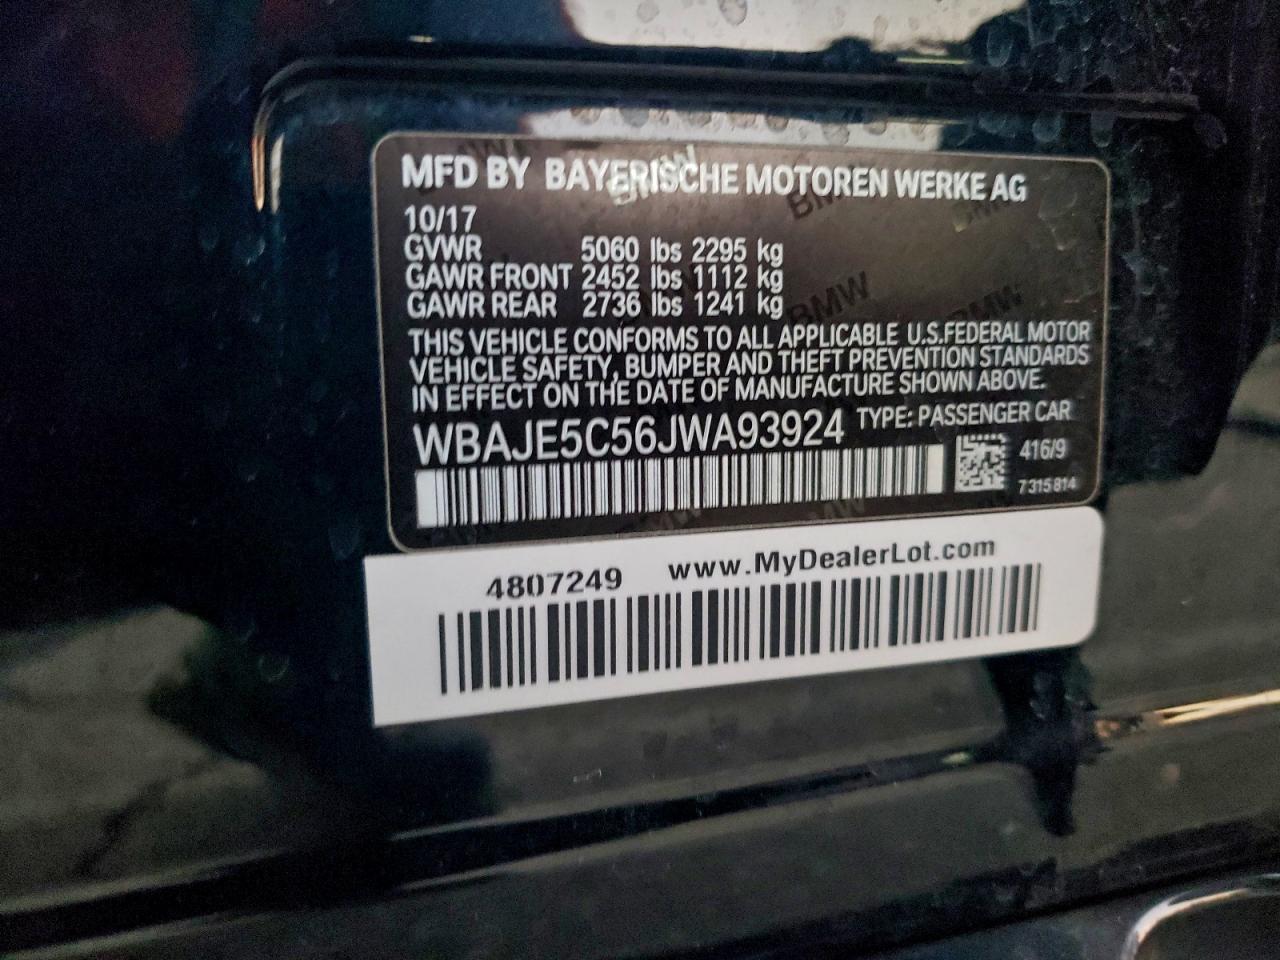 MFD BY BAYERISCHE MOTOREN WERKE AG
10/17
GVWR 5060 lbs 2295 kg
GAWR FRONT 2452 lbs 1112 kg
GAWR REAR 2736 lbs 1241 kg
THIS VEHICLE CONFORMS TO ALL APPLICABLE U.S.FEDERAL MOTOR
VEHICLE SAFETY, BUMPER AND THEFT PREVENTION STANDARDS
IN EFFECT ON THE DATE OF MANUFACTURE SHOWN ABOVE.
WBAJE5C56JWA93924 TYPE: PASSENGER CAR
416/9
7 315 814
4807249 www.MyDealerLot.com